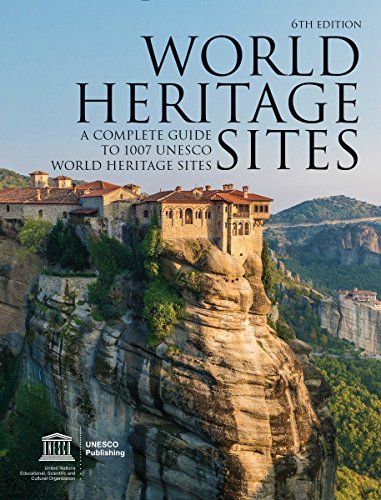 6TH EDITION
WORLD
HERITAGE
A COMPLETE GUIDE
TO 1007 UNESCO
WORLD HERITAGE SITES
SITES
UNESCO
Publishing
United Nations
Educational, Scientific and
Cultural Organization